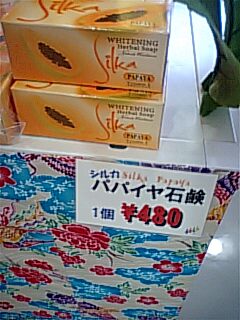 Silka
WHITENING
Herbal Soap
PAPAYA
WHITENING
Herbal Soap
Silka
PAPAYA
シルカ Silka Papaya
パパイヤ石鹸
1個 ¥480